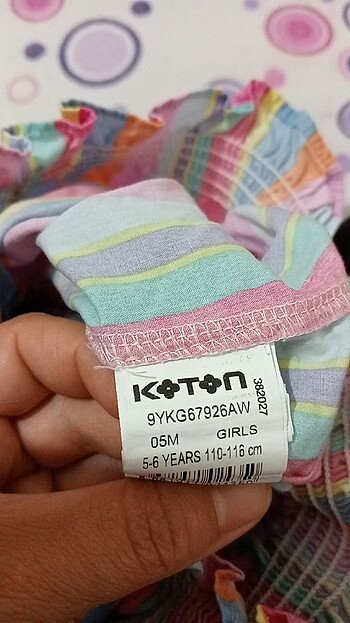 KOTON
9YKG67926AW
05M GIRLS
5-6 YEARS 110-116 cm
382027